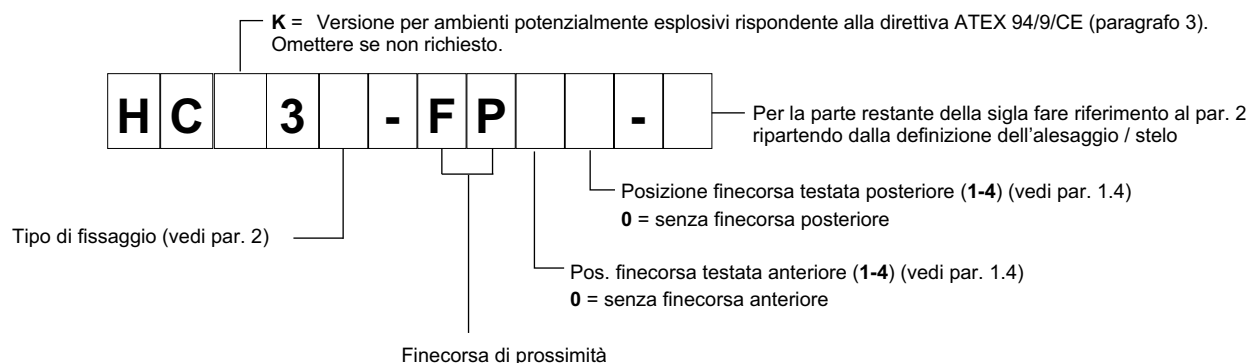 K = Versione per ambienti potenzialmente esplosivi rispondente alla direttiva ATEX 94/9/CE (paragrafo 3).
Omettere se non richiesto.
H C 3 - F P -
Per la parte restante della sigla fare riferimento al par. 2
ripartendo dalla definizione dell'alesaggio / stelo
Posizione finecorsa testata posteriore (1-4) (vedi par. 1.4)
0 = senza finecorsa posteriore
Tipo di fissaggio (vedi par. 2)
Pos. finecorsa testata anteriore (1-4) (vedi par. 1.4)
0 = senza finecorsa anteriore
Finecorsa di prossimità